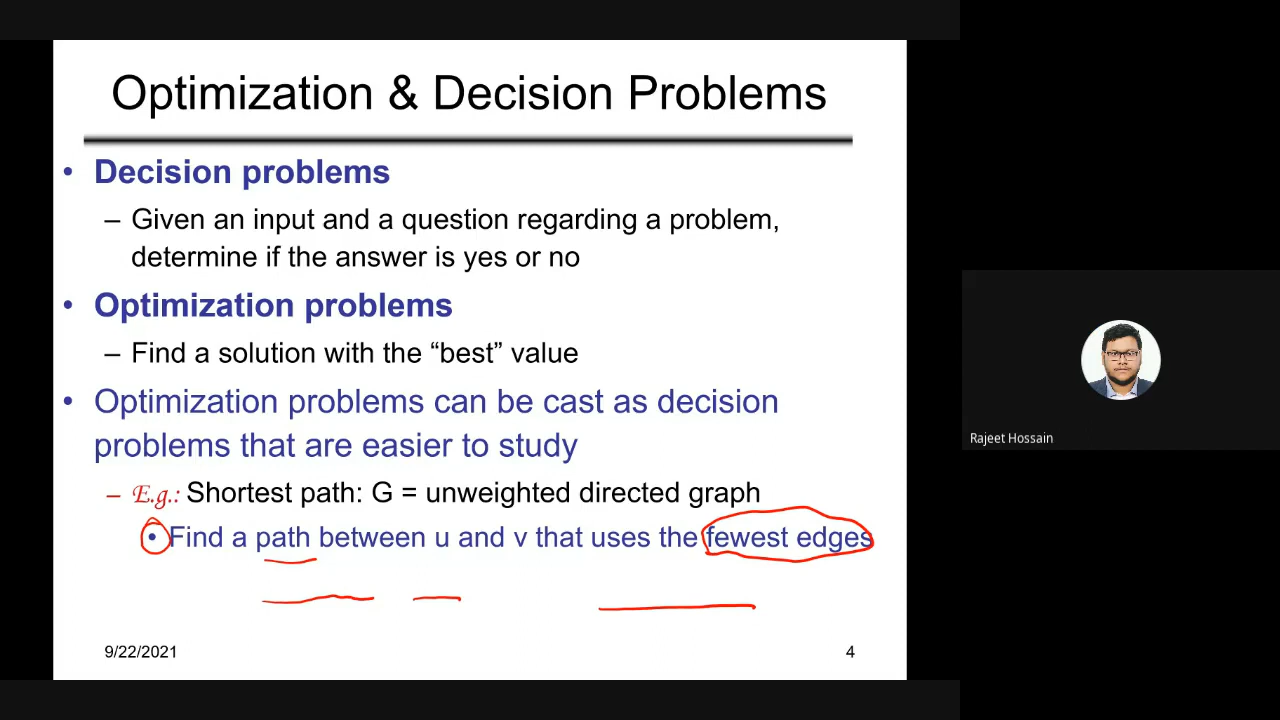 Optimization & Decision Problems
• Decision problems
– Given an input and a question regarding a problem,
determine if the answer is yes or no
• Optimization problems
– Find a solution with the “best” value
• Optimization problems can be cast as decision
problems that are easier to study
– E.g.: Shortest path: G = unweighted directed graph
• Find a path between u and v that uses the fewest edges
9/22/2021
4
Rajeet Hossain